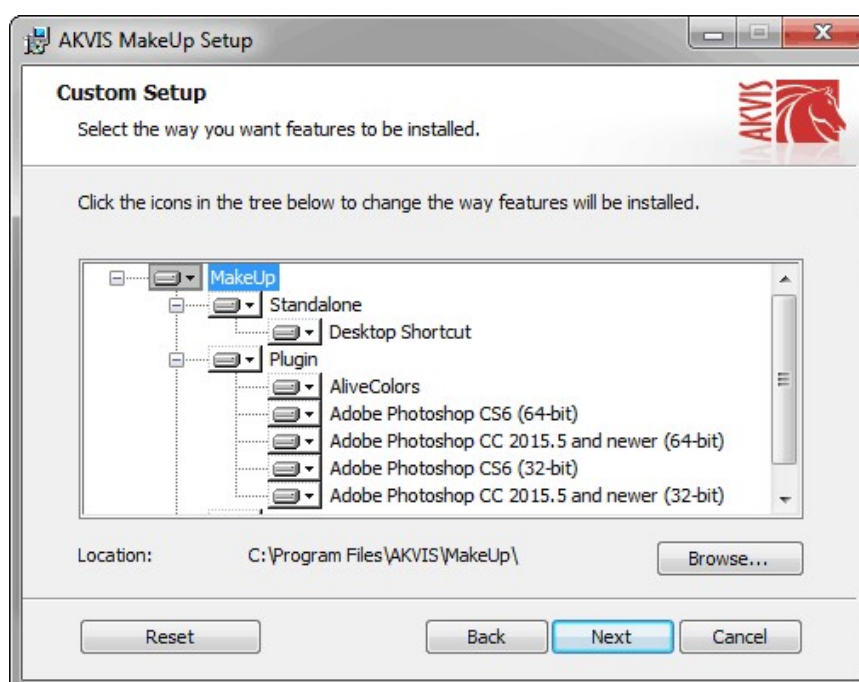 AKVIS MakeUp Setup
Custom Setup
Select the way you want features to be installed.
AKVIS
Click the icons in the tree below to change the way features will be installed.
MakeUp
Standalone
Desktop Shortcut
Plugin
AliveColors
Adobe Photoshop CS6 (64-bit)
Adobe Photoshop CC 2015.5 and newer (64-bit)
Adobe Photoshop CS6 (32-bit)
Adobe Photoshop CC 2015.5 and newer (32-bit)
Location: C:\Program Files\AKVIS\MakeUp\ Browse...
Reset Back Next Cancel